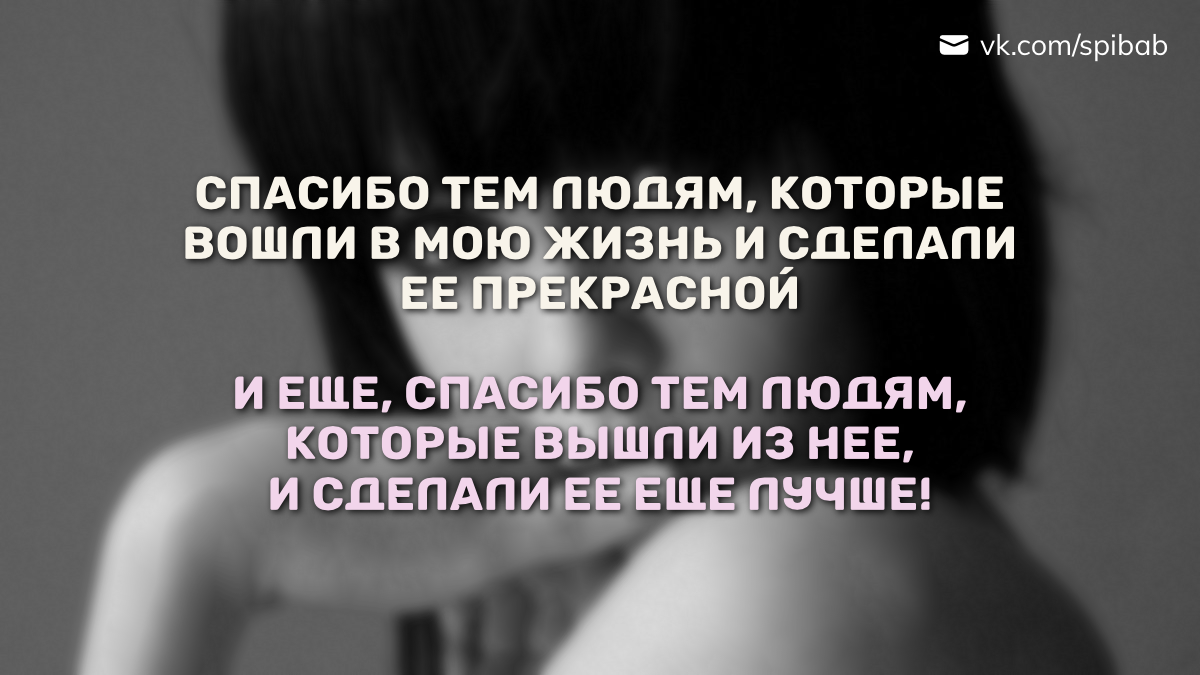 vk.com/spibab
СПАСИБО ТЕМ ЛЮДЯМ, КОТОРЫЕ
ВОШЛИ В МОЮ ЖИЗНЬ И СДЕЛАЛИ
ЕЕ ПРЕКРАСНОЙ
И ЕЩЕ, СПАСИБО ТЕМ ЛЮДЯМ,
КОТОРЫЕ ВЫШЛИ ИЗ НЕЕ,
И СДЕЛАЛИ ЕЕ ЕЩЕ ЛУЧШЕ!